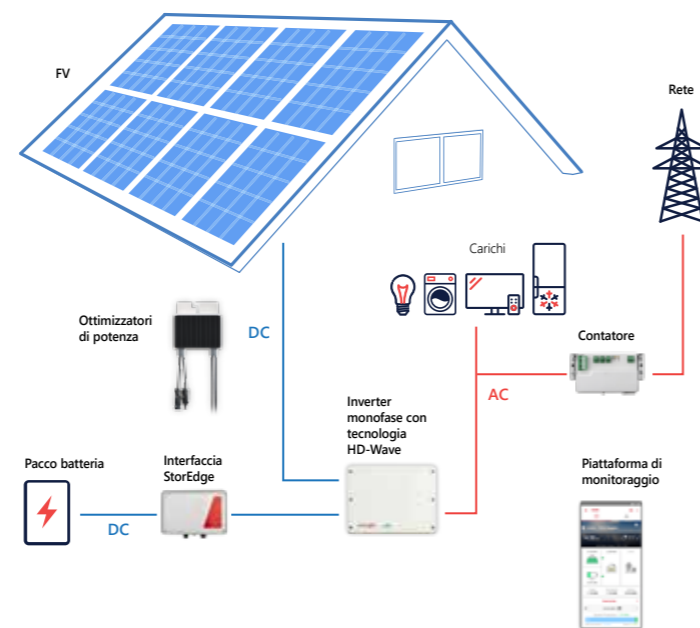 FV
Rete
Carichi
Ottimizzatori
di potenza
DC
Contatore
AC
Inverter
monofase con
tecnologia
HD-Wave
Pacco batteria
Interfaccia
StorEdge
DC
Piattaforma di
monitoraggio